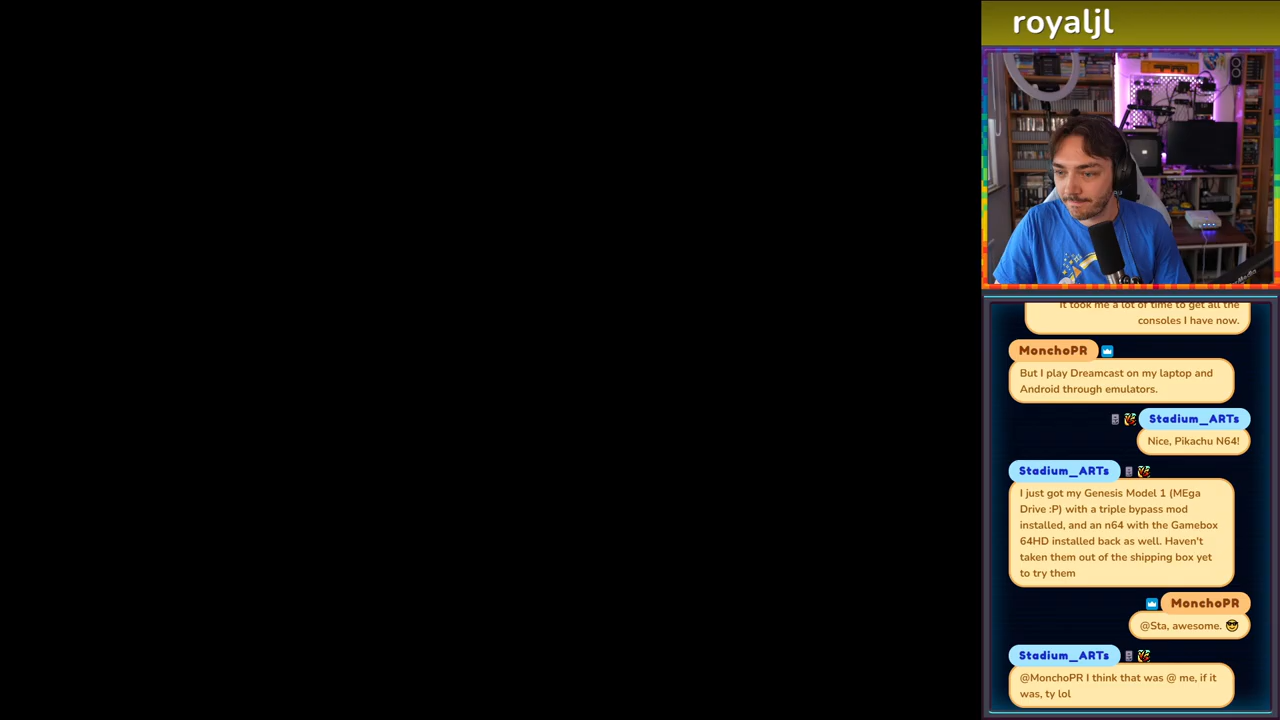 royaljl
It took me a lot of time to get all the
consoles I have now.
MonchoPR
But I play Dreamcast on my laptop and
Android through emulators.
Stadium_ARTs
Nice, Pikachu N64!
Stadium_ARTs
I just got my Genesis Model 1 (MEga
Drive :P) with a triple bypass mod
installed, and an n64 with the Gamebox
64HD installed back as well. Haven't
taken them out of the shipping box yet
to try them
MonchoPR
@Sta, awesome. 😎
Stadium_ARTs
@MonchoPR I think that was @ me, if it
was, ty lol